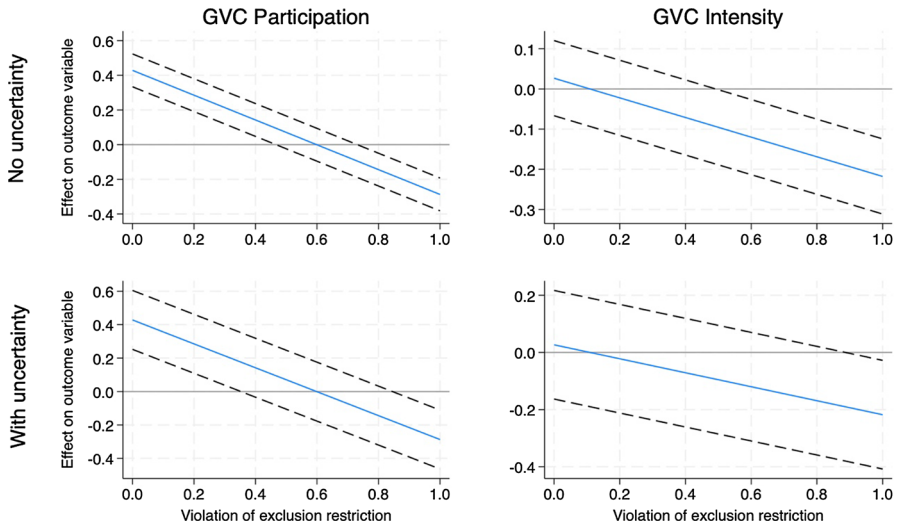 GVC Participation
GVC Intensity
No uncertainty
Effect on outcome variable
0.6
0.4
0.2
0.0
-0.2
-0.4
0.0 0.2 0.4 0.6 0.8 1.0
0.1
0.0
-0.1
-0.2
-0.3
0.0 0.2 0.4 0.6 0.8 1.0
With uncertainty
Effect on outcome variable
0.6
0.4
0.2
0.0
-0.2
-0.4
0.0 0.2 0.4 0.6 0.8 1.0
Violation of exclusion restriction
0.2
0.0
-0.2
-0.4
0.0 0.2 0.4 0.6 0.8 1.0
Violation of exclusion restriction